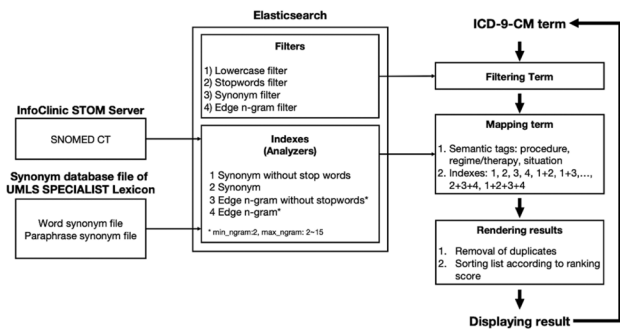 Elasticsearch
Filters
1) Lowercase filter
2) Stopwords filter
3) Synonym filter
4) Edge n-gram filter
InfoClinic STOM Server
SNOMED CT
Synonym database file of
UMLS SPECIALIST Lexicon
Word synonym file
Paraphrase synonym file
Indexes
(Analyzers)
1 Synonym without stop words
2 Synonym
3 Edge n-gram without stopwords*
4 Edge n-gram*
* min_ngram:2, max_ngram: 2~15
ICD-9-CM term
Filtering Term
Mapping term
1. Semantic tags: procedure,
regime/therapy, situation
2. Indexes: 1, 2, 3, 4, 1+2, 1+3,...,
2+3+4, 1+2+3+4
Rendering results
1. Removal of duplicates
2. Sorting list according to ranking
score
Displaying result